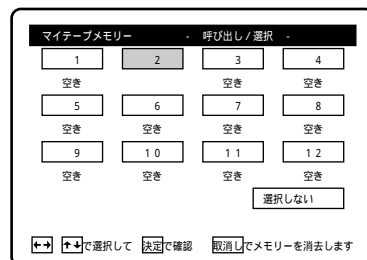 マイテープメモリー - 呼び出し / 選択 -
1 2 3 4
空き 空き 空き
5 6 7 8
空き 空き 空き 空き
9 10 11 12
空き 空き 空き 空き
選択しない
←→ ↑↓で選択して 決定で確認 取消しでメモリーを消去します